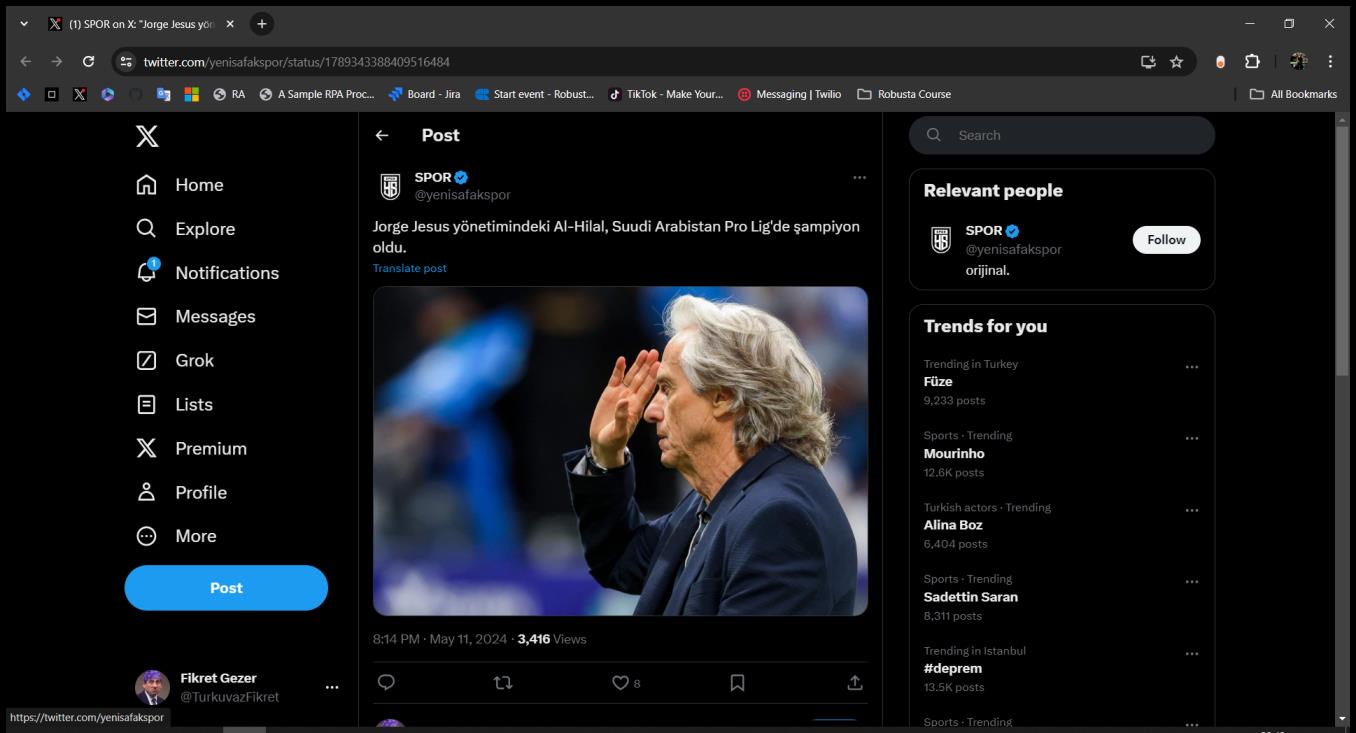 (1) SPOR on X: "Jorge Jesus yön
twitter.com/yenisafakspor/status/1789343388409516484
RA
A Sample RPA Proc...
Board - Jira
Start event - Robust...
TikTok - Make Your...
Messaging | Twilio
Robusta Course
All Bookmarks
Home
Explore
1
Notifications
Messages
Grok
Lists
Premium
Profile
More
Post
Fikret Gezer
@TurkuvazFikret
https://twitter.com/yenisafakspor
Post
SPOR
@yenisafakspor
Jorge Jesus yönetimindeki Al-Hilal, Suudi Arabistan Pro Lig'de şampiyon
oldu.
Translate post
8:14 PM · May 11, 2024 · 3,416 Views
8
Search
Relevant people
SPOR
@yenisafakspor
Follow
orijinal.
Trends for you
Trending in Turkey
Füze
9,233 posts
Sports · Trending
Mourinho
12.6K posts
Turkish actors · Trending
Alina Boz
6,404 posts
Sports · Trending
Sadettin Saran
8,311 posts
Trending in Istanbul
#deprem
13.5K posts
Sports · Trending